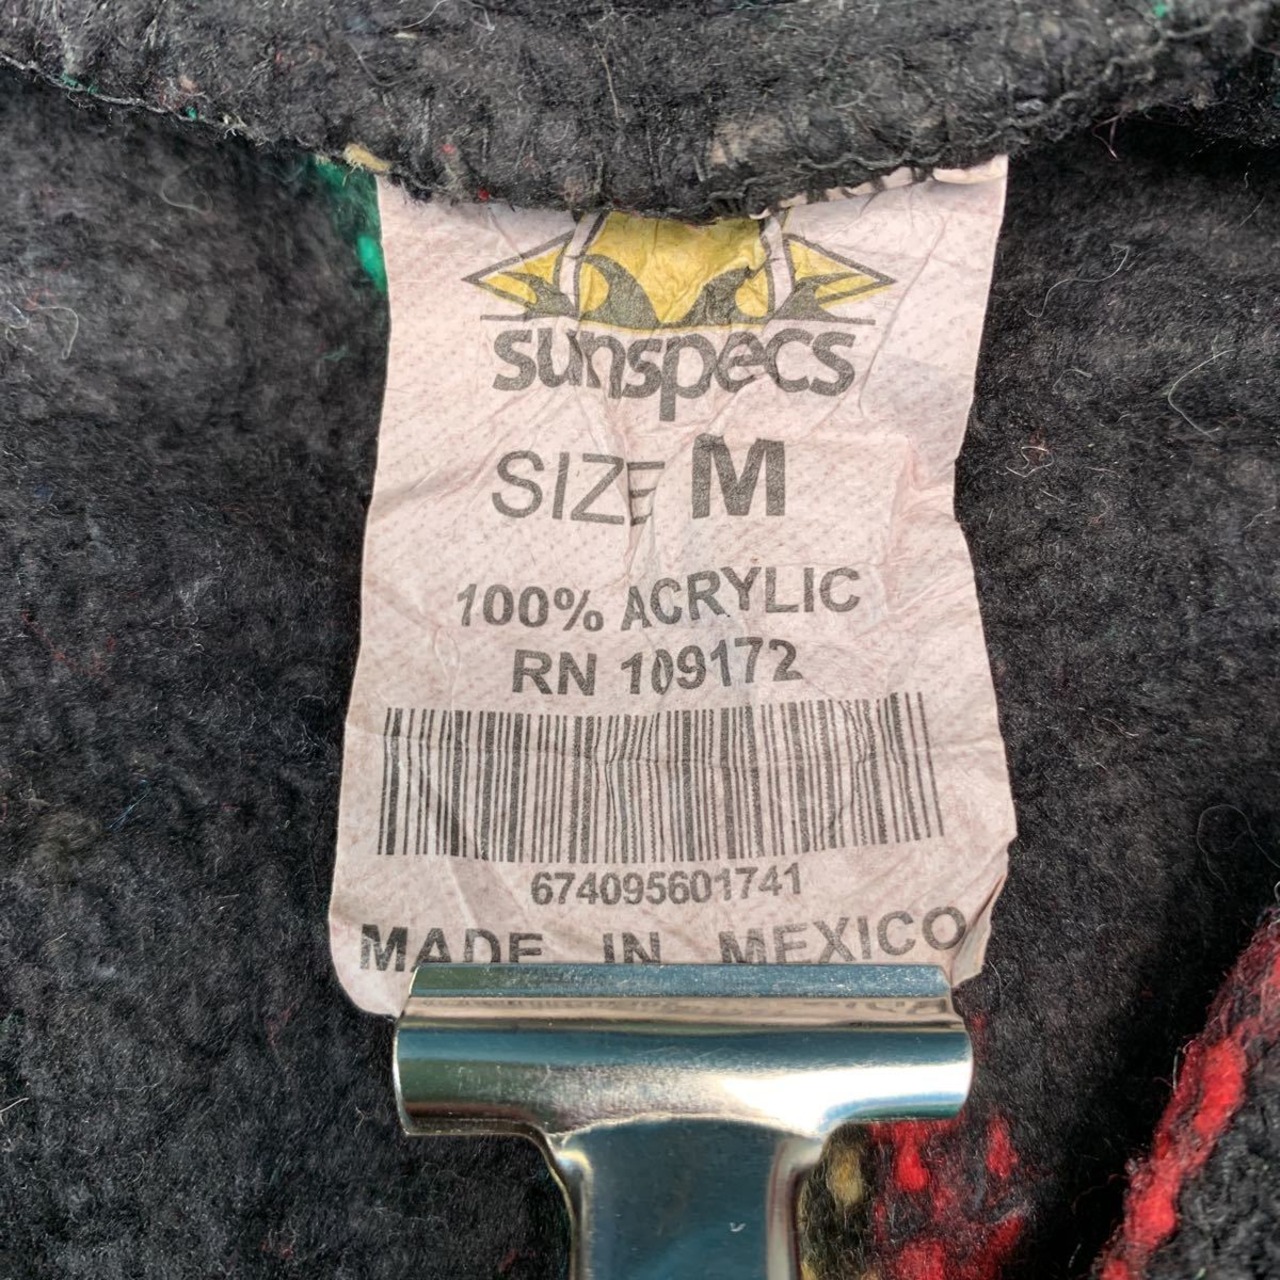 sunspecs
SIZE M
100% ACRYLIC
RN 109172
674095601741
MADE IN MEXICO